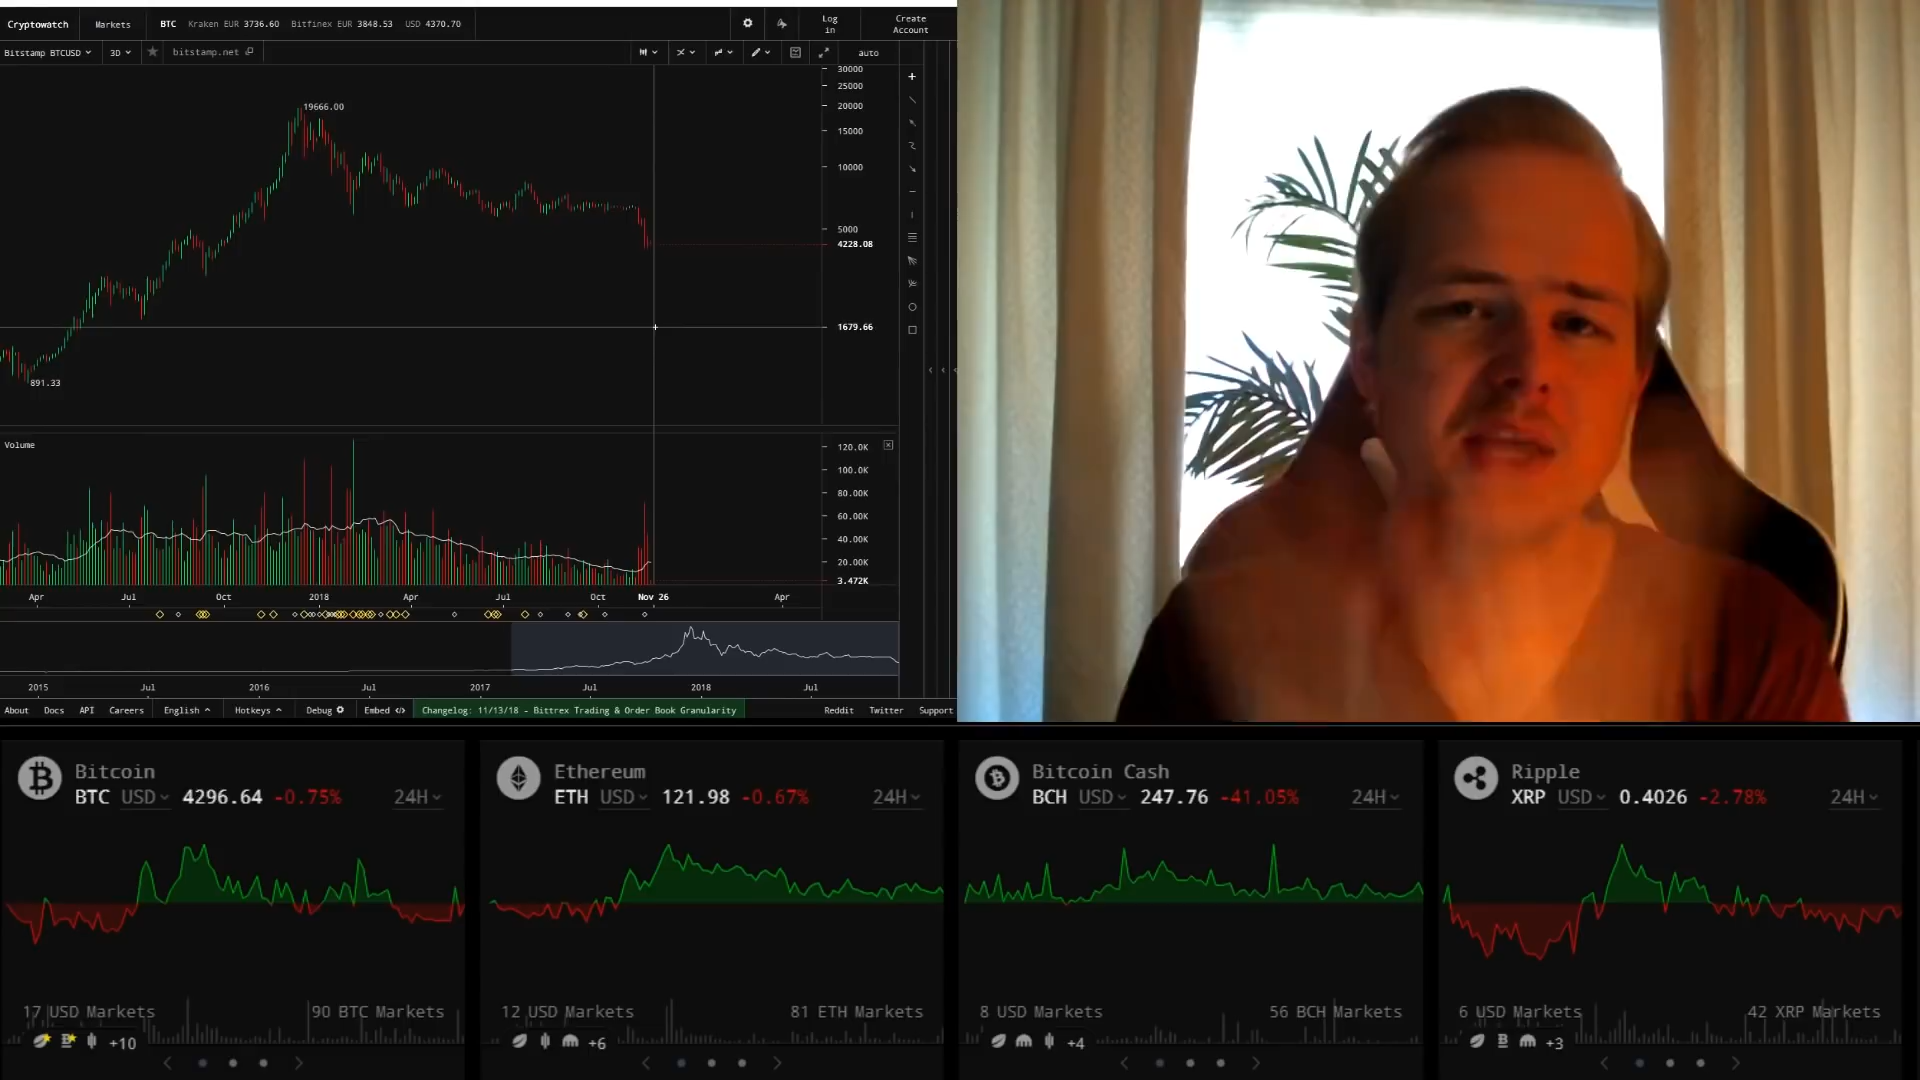 Cryptowatch Markets BTC Kraken EUR 3736.60 Bitfinex EUR 3848.53 USD 4370.70 Log in Create Account
Bitstamp BTCUSD 3D bitstamp.net auto
30000
25000
19666.00
20000
15000
10000
5000
4228.08
1679.66
891.33
Volume
120.0K
100.0K
80.00K
60.00K
40.00K
20.00K
3.472K
Apr Jul Oct 2018 Apr Jul Oct Nov 26 Apr
2015 Jul 2016 Jul 2017 Jul 2018 Jul
About Docs API Careers English Hotkeys Debug Embed Changelog: 11/13/18 - Bittrex Trading & Order Book Granularity Reddit Twitter Support
Bitcoin
BTC USD 4296.64 -0.75% 24H
17 USD Markets 90 BTC Markets
+10
Ethereum
ETH USD 121.98 -0.67% 24H
12 USD Markets 81 ETH Markets
+6
Bitcoin Cash
BCH USD 247.76 -41.05% 24H
8 USD Markets 56 BCH Markets
+4
Ripple
XRP USD 0.4026 -2.78% 24H
6 USD Markets 42 XRP Markets
+3